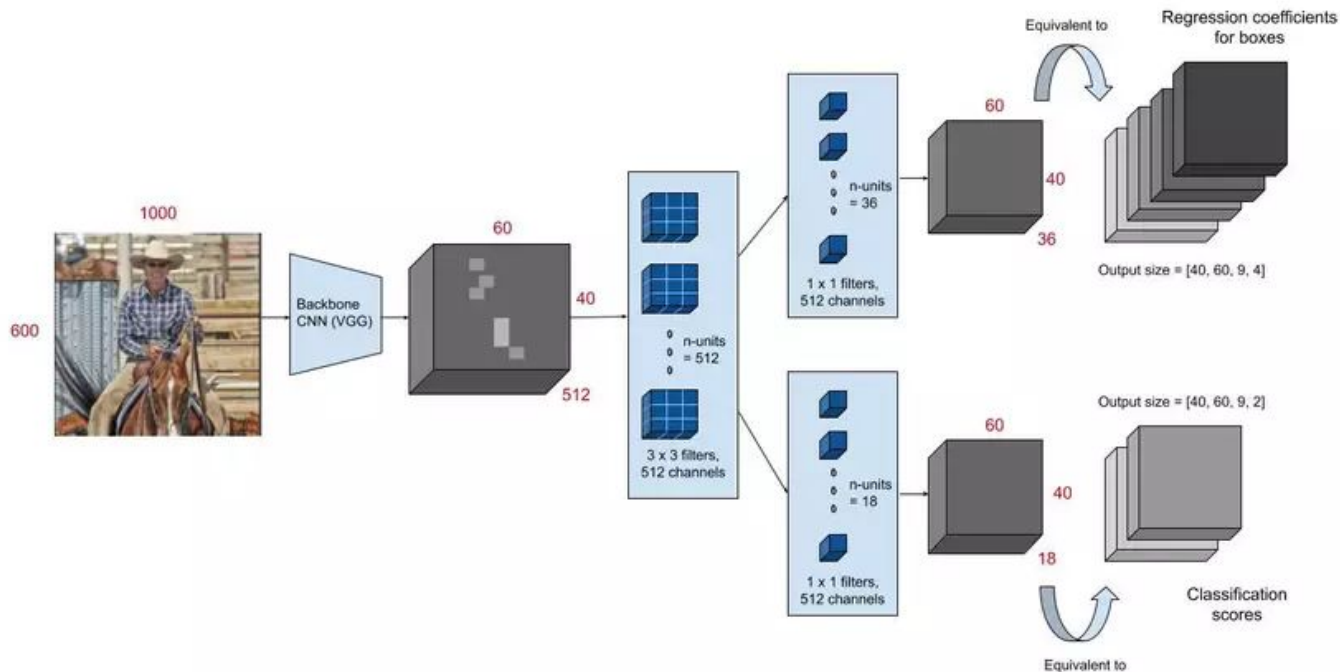 1000
600
Backbone
CNN (VGG)
60
40
512
n-units
= 512
3 x 3 filters,
512 channels
n-units
= 36
1 x 1 filters,
512 channels
60
40
36
Equivalent to
Regression coefficients
for boxes
Output size = [40, 60, 9, 4]
n-units
= 18
1 x 1 filters,
512 channels
60
40
18
Output size = [40, 60, 9, 2]
Classification
scores
Equivalent to